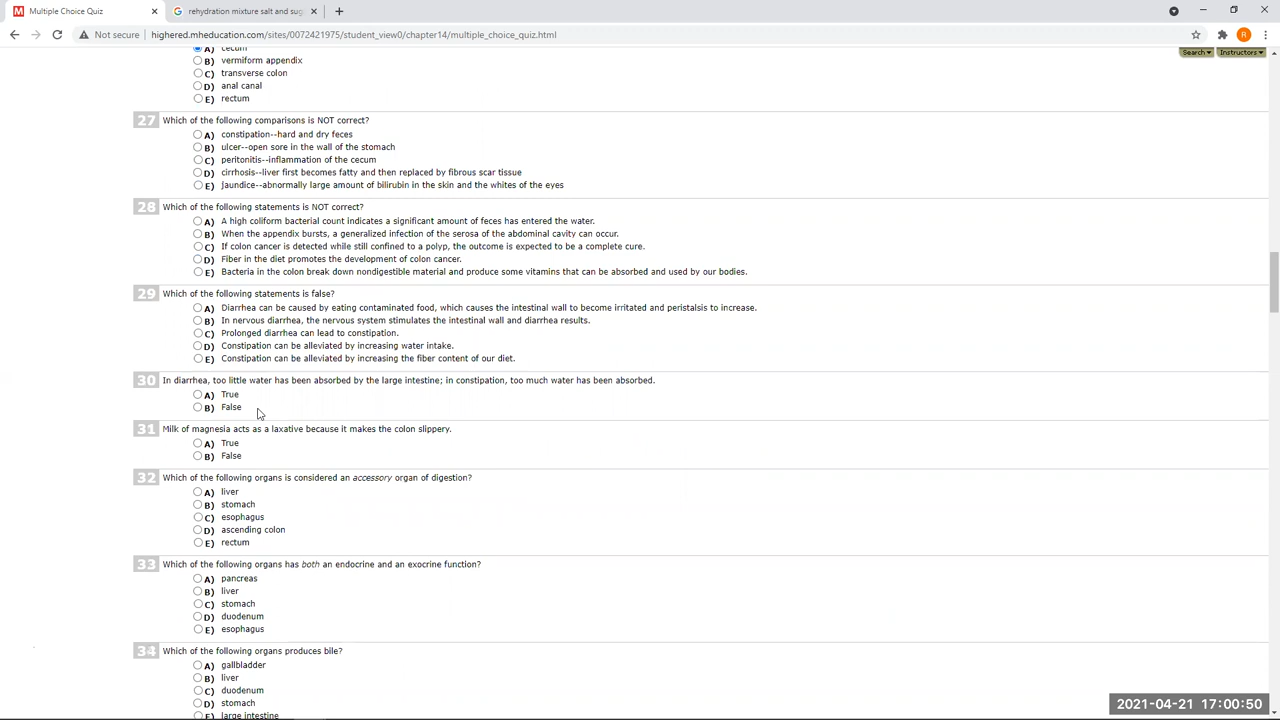 Multiple Choice Quiz
rehydration mixture salt and sug
Not secure
highered.mheducation.com/sites/0072421975/student_view0/chapter14/multiple_choice_quiz.html
R
Search
Instructors
A) cecum
B) vermiform appendix
C) transverse colon
D) anal canal
E) rectum
27 Which of the following comparisons is NOT correct?
A) constipation--hard and dry feces
B) ulcer--open sore in the wall of the stomach
C) peritonitis--inflammation of the cecum
D) cirrhosis--liver first becomes fatty and then replaced by fibrous scar tissue
E) jaundice--abnormally large amount of bilirubin in the skin and the whites of the eyes
28 Which of the following statements is NOT correct?
A) A high coliform bacterial count indicates a significant amount of feces has entered the water.
B) When the appendix bursts, a generalized infection of the serosa of the abdominal cavity can occur.
C) If colon cancer is detected while still confined to a polyp, the outcome is expected to be a complete cure.
D) Fiber in the diet promotes the development of colon cancer.
E) Bacteria in the colon break down nondigestible material and produce some vitamins that can be absorbed and used by our bodies.
29 Which of the following statements is false?
A) Diarrhea can be caused by eating contaminated food, which causes the intestinal wall to become irritated and peristalsis to increase.
B) In nervous diarrhea, the nervous system stimulates the intestinal wall and diarrhea results.
C) Prolonged diarrhea can lead to constipation.
D) Constipation can be alleviated by increasing water intake.
E) Constipation can be alleviated by increasing the fiber content of our diet.
30 In diarrhea, too little water has been absorbed by the large intestine; in constipation, too much water has been absorbed.
A) True
B) False
31 Milk of magnesia acts as a laxative because it makes the colon slippery.
A) True
B) False
32 Which of the following organs is considered an accessory organ of digestion?
A) liver
B) stomach
C) esophagus
D) ascending colon
E) rectum
33 Which of the following organs has both an endocrine and an exocrine function?
A) pancreas
B) liver
C) stomach
D) duodenum
E) esophagus
34 Which of the following organs produces bile?
A) gallbladder
B) liver
C) duodenum
D) stomach
E) large intestine
2021-04-21 17:00:50